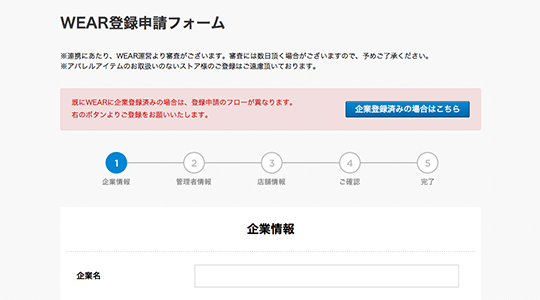 WEAR登録申請フォーム
※連携にあたり、WEAR運営より審査がございます。審査には数日頂く場合がございますので、予めご了承ください。
※アパレルアイテムのお取扱いのないストア様のご登録はご遠慮頂いております。
既にWEARに企業登録済みの場合は、登録申請のフローが異なります。
右のボタンよりご登録をお願いいたします。
企業登録済みの場合はこちら
1 2 3 4 5
企業情報 管理者情報 店舗情報 ご確認 完了
企業情報
企業名